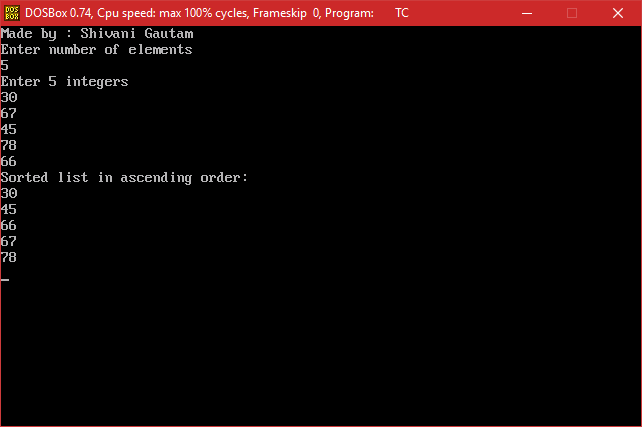 DOS BOX
DOSBox 0.74, Cpu speed: max 100% cycles, Frameskip 0, Program: TC
Made by : Shivani Gautam
Enter number of elements
5
Enter 5 integers
30
67
45
78
66
Sorted list in ascending order:
30
45
66
67
78
_